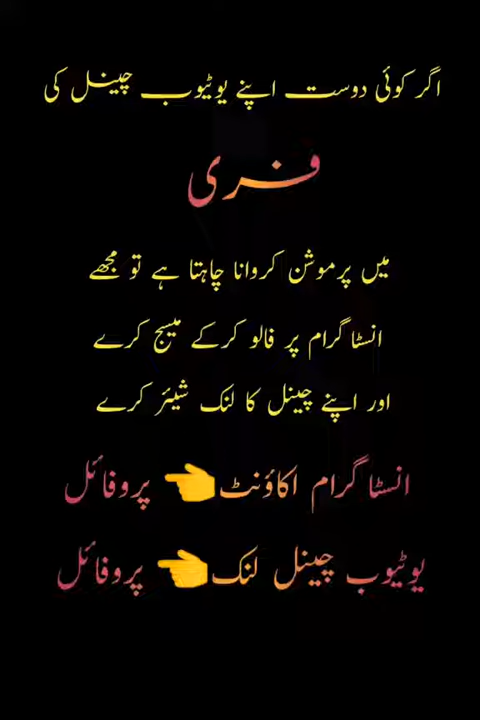 اگر کوئی دوست اپنے یوٹیوب چینل کی
فری
میں پرموشن کروانا چاہتا ہے تو مجھے
انسٹاگرام پر فالو کرکے میسج کرے
اور اپنے چینل کا لنک شیئر کرے
انسٹاگرام اکاؤنٹ👈 پروفائل
یوٹیوب چینل لنک👈 پروفائل